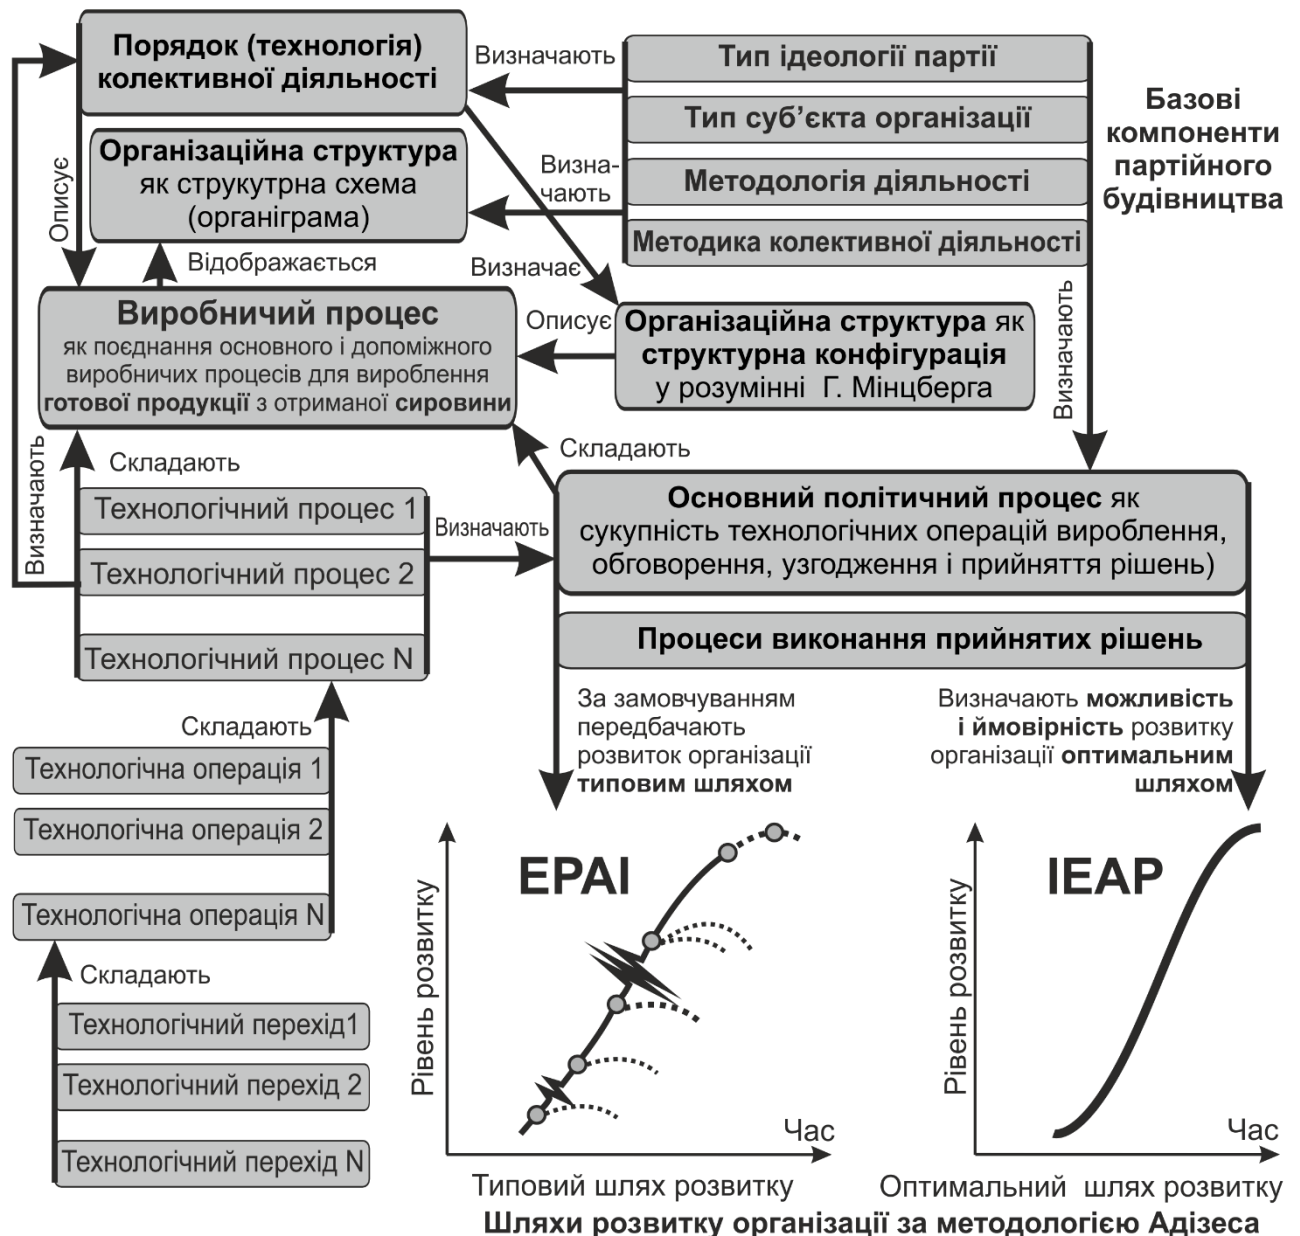 Порядок (технологія)
колективної діяльності
Визначають
Тип ідеології партії
Тип суб’єкта організації
Методологія діяльності
Методика колективної діяльності
Базові
компоненти
партійного
будівництва
Організаційна структура
як струкутрна схема
(органіграма)
Визна-
чають
Описує
Відображається
Визначає
Виробничий процес
як поєднання основного і допоміжного
виробничих процесів для вироблення
готової продукції з отриманої сировини
Описує
Організаційна структура як
структурна конфігурація
у розумінні Г. Мінцберга
Визначають
Визначають
Складають
Складають
Технологічний процес 1
Технологічний процес 2
Технологічний процес N
Визначають
Основний політичний процес як
сукупність технологічних операцій вироблення,
обговорення, узгодження і прийняття рішень)
Процеси виконання прийнятих рішень
Складають
Технологічна операція 1
Технологічна операція 2
Технологічна операція N
За замовчуванням
передбачають
розвиток організації
типовим шляхом
Визначають можливість
і ймовірність розвитку
організації оптимальним
шляхом
Складають
Технологічний перехід1
Технологічний перехід 2
Технологічний перехід N
EPAI
Рівень розвитку
Час
Типовий шлях розвитку
IEAP
Рівень розвитку
Час
Оптимальний шлях розвитку
Шляхи розвитку організації за методологією Адізеса